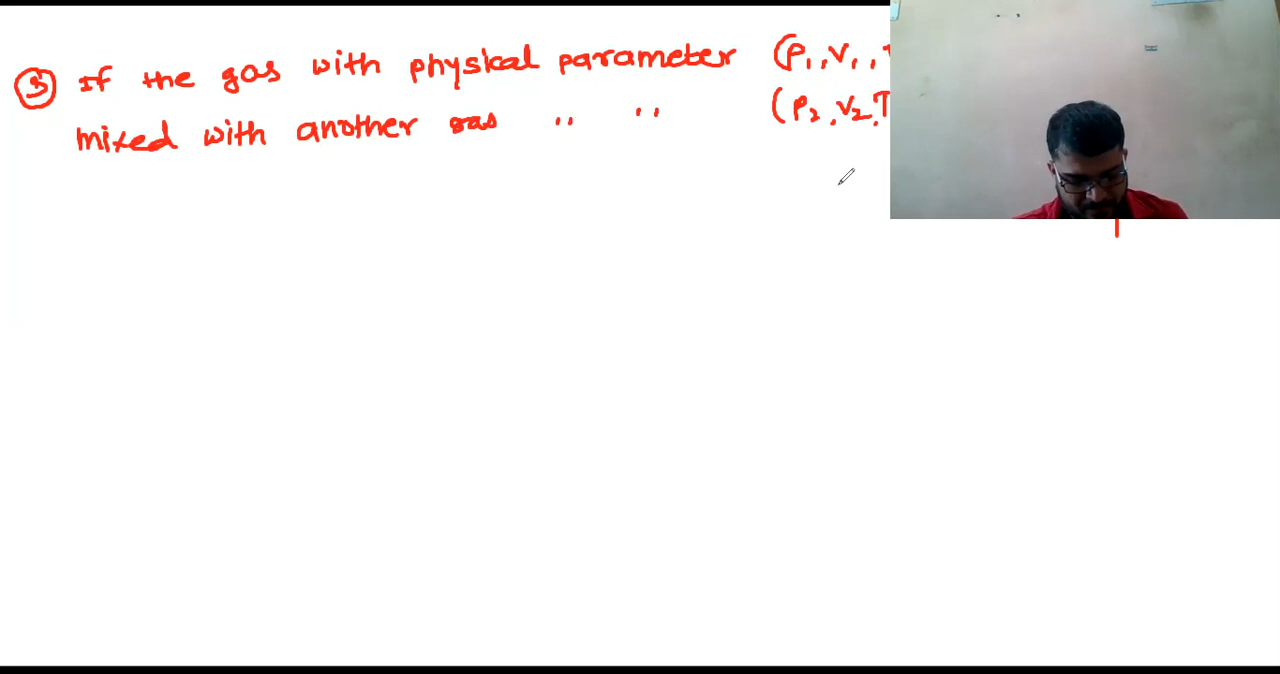 ③ If the gas with physical parameter (P₁, V₁,
mixed with another gas ,, ,, (P₂, V₂, T